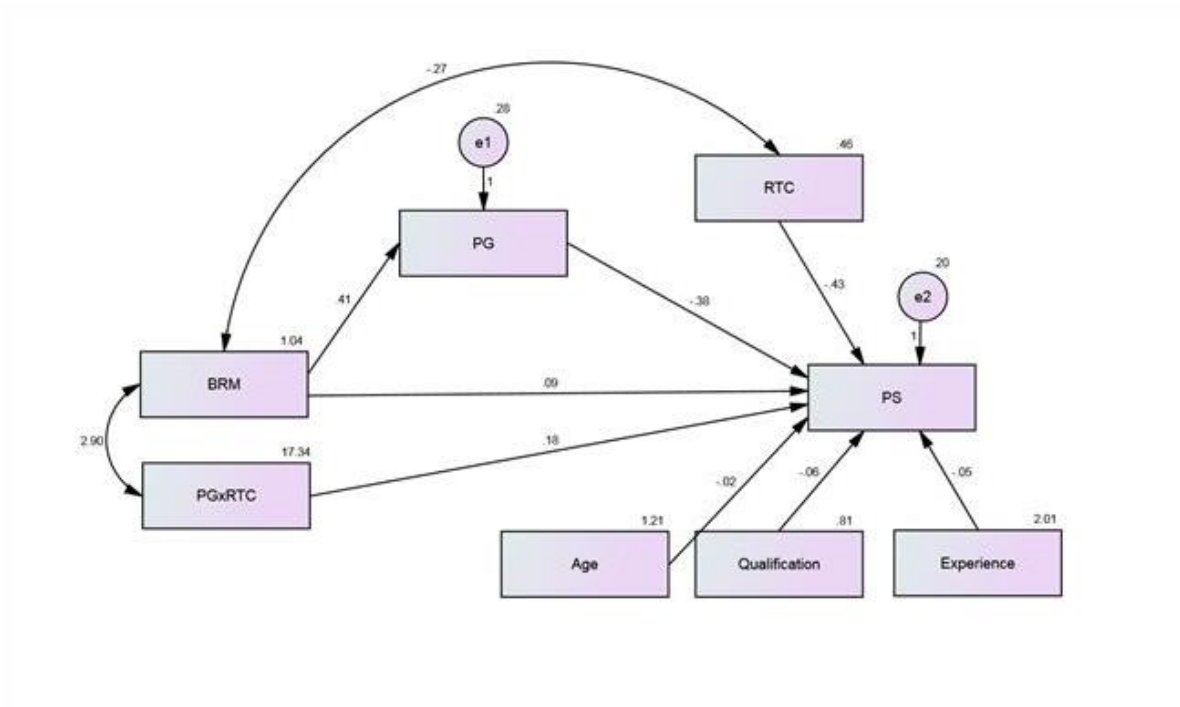 -.27
.28
e1
1
.46
RTC
PG
.41
-.38
-.43
.20
e2
1
1.04
BRM
.09
PS
2.90
17.34
.18
PGxRTC
-.02
-.06
-.05
1.21
.81
2.01
Age
Qualification
Experience